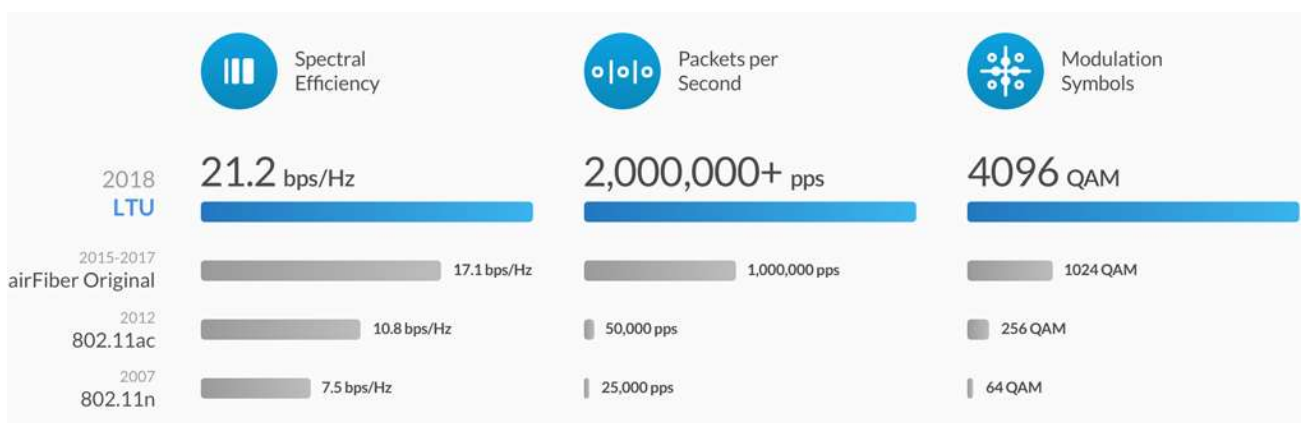 Spectral
Efficiency
Packets per
Second
Modulation
Symbols
2018
LTU
21.2 bps/Hz
2,000,000+ pps
4096 QAM
2015-2017
airFiber Original
17.1 bps/Hz
1,000,000 pps
1024 QAM
2012
802.11ac
10.8 bps/Hz
50,000 pps
256 QAM
2007
802.11n
7.5 bps/Hz
25,000 pps
64 QAM